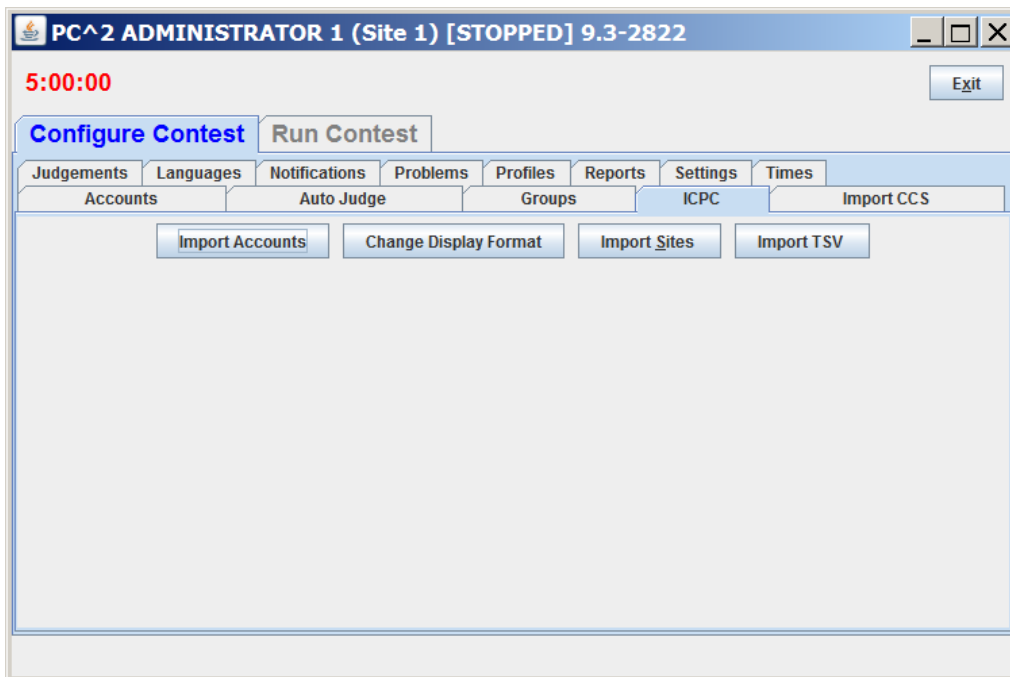 PC^2 ADMINISTRATOR 1 (Site 1) [STOPPED] 9.3-2822
5:00:00
Exit
Configure Contest Run Contest
Judgements Languages Notifications Problems Profiles Reports Settings Times
Accounts Auto Judge Groups ICPC Import CCS
Import Accounts Change Display Format Import Sites Import TSV